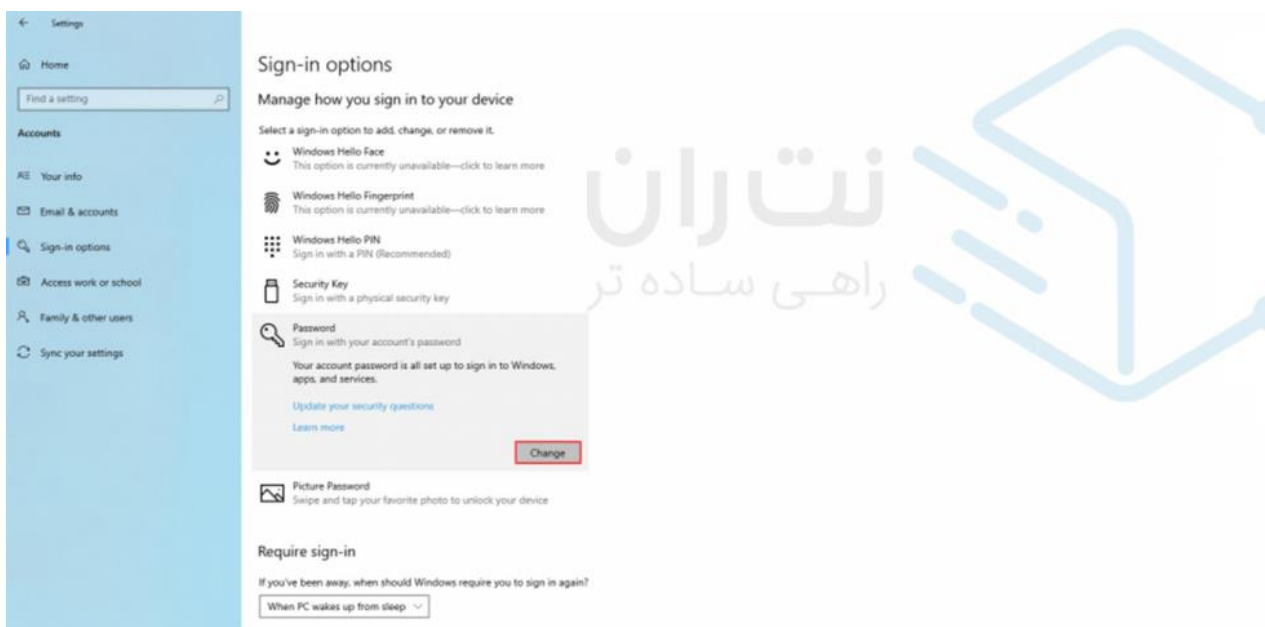 Settings
Home
Find a setting
Accounts
Your info
Email & accounts
Sign-in options
Access work or school
Family & other users
Sync your settings
Sign-in options
Manage how you sign in to your device
Select a sign-in option to add, change, or remove it.
Windows Hello Face
This option is currently unavailable—click to learn more
Windows Hello Fingerprint
This option is currently unavailable—click to learn more
Windows Hello PIN
Sign in with a PIN (Recommended)
Security Key
Sign in with a physical security key
Password
Sign in with your account's password
Your account password is all set up to sign in to Windows,
apps, and services.
Update your security questions
Learn more
Change
Picture Password
Swipe and tap your favorite photo to unlock your device
Require sign-in
If you've been away, when should Windows require you to sign in again?
When PC wakes up from sleep
نت‌ران
راهی ساده تر